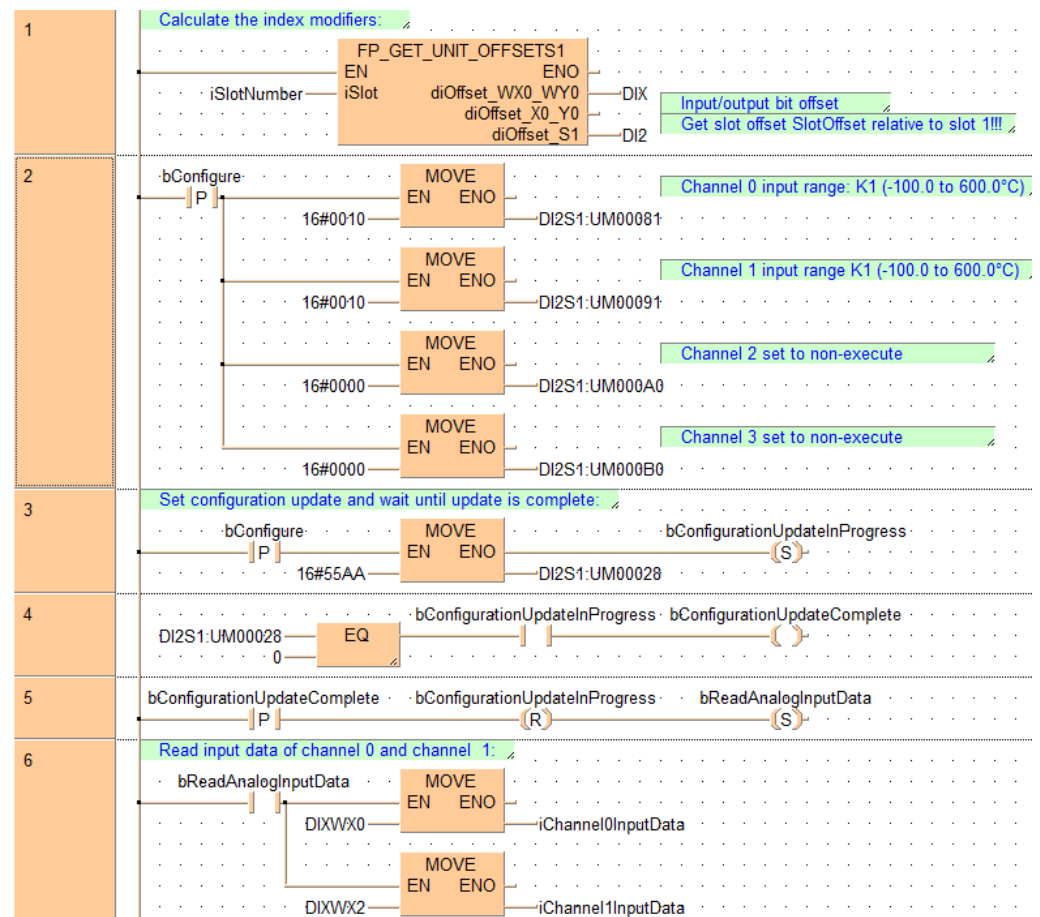 1
Calculate the index modifiers:
FP_GET_UNIT_OFFSETS1
EN ENO
iSlotNumber iSlot diOffset_WX0_WY0 DIX
Input/output bit offset
diOffset_X0_Y0
Get slot offset SlotOffset relative to slot 1!!!
diOffset_S1 DI2
2
bConfigure MOVE
P EN ENO
Channel 0 input range: K1 (-100.0 to 600.0°C)
16#0010 DI2S1:UM00081
MOVE
EN ENO
Channel 1 input range K1 (-100.0 to 600.0°C)
16#0010 DI2S1:UM00091
MOVE
EN ENO
Channel 2 set to non-execute
16#0000 DI2S1:UM000A0
MOVE
EN ENO
Channel 3 set to non-execute
16#0000 DI2S1:UM000B0
3
Set configuration update and wait until update is complete:
bConfigure MOVE bConfigurationUpdateInProgress
P EN ENO S
16#55AA DI2S1:UM00028
4
bConfigurationUpdateInProgress bConfigurationUpdateComplete
DI2S1:UM00028 EQ
0
5
bConfigurationUpdateComplete bConfigurationUpdateInProgress bReadAnalogInputData
P R S
6
Read input data of channel 0 and channel 1:
bReadAnalogInputData MOVE
EN ENO
DIXWX0 iChannel0InputData
MOVE
EN ENO
DIXWX2 iChannel1InputData